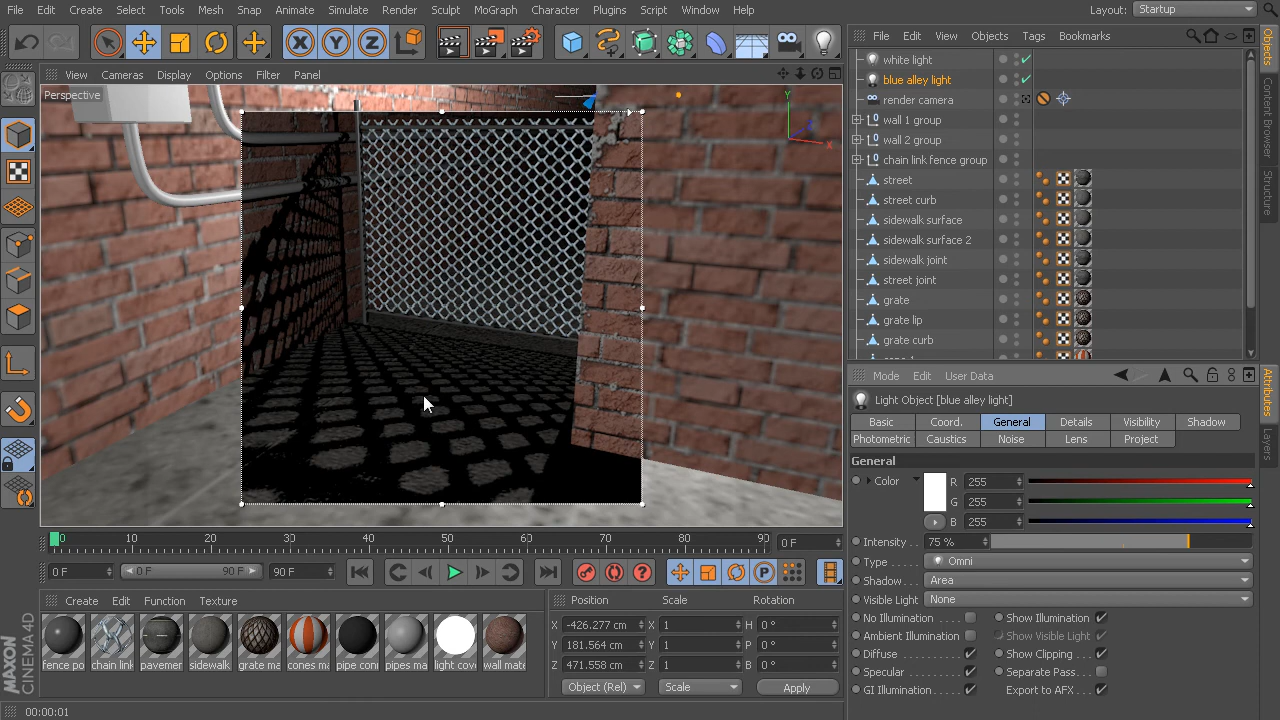 File Edit Create Select Tools Mesh Snap Animate Simulate Render Sculpt MoGraph Character Plugins Script Window Help Layout: Startup
X Y Z
File Edit View Objects Tags Bookmarks
View Cameras Display Options Filter Panel
Perspective
Y
X
white light
blue alley light
render camera
wall 1 group
wall 2 group
chain link fence group
street
street curb
sidewalk surface
sidewalk surface 2
sidewalk joint
street joint
grate
grate lip
grate curb
Objects
Content Browser
Structure
Mode Edit User Data
Light Object [blue alley light]
Basic Coord. General Details Visibility Shadow
Photometric Caustics Noise Lens Project
General
Color R 255
G 255
B 255
Intensity 75 %
Type Omni
Shadow Area
Visible Light None
No Illumination Show Illumination
Ambient Illumination Show Visible Light
Diffuse Show Clipping
Specular Separate Pass
GI Illumination Export to AFX
Attributes
Layers
0 10 20 30 40 50 60 70 80 90 0 F
0 F 0 F 90 F 90 F
P
Create Edit Function Texture
fence po chain link pavemen sidewalk grate ma cones m pipe conn pipes ma light cove wall mate
Position Scale Rotation
X -426.277 cm X 1 H 0 °
Y 181.564 cm Y 1 P 0 °
Z 471.558 cm Z 1 B 0 °
Object (Rel) Scale Apply
MAXON
CINEMA4D
00:00:01